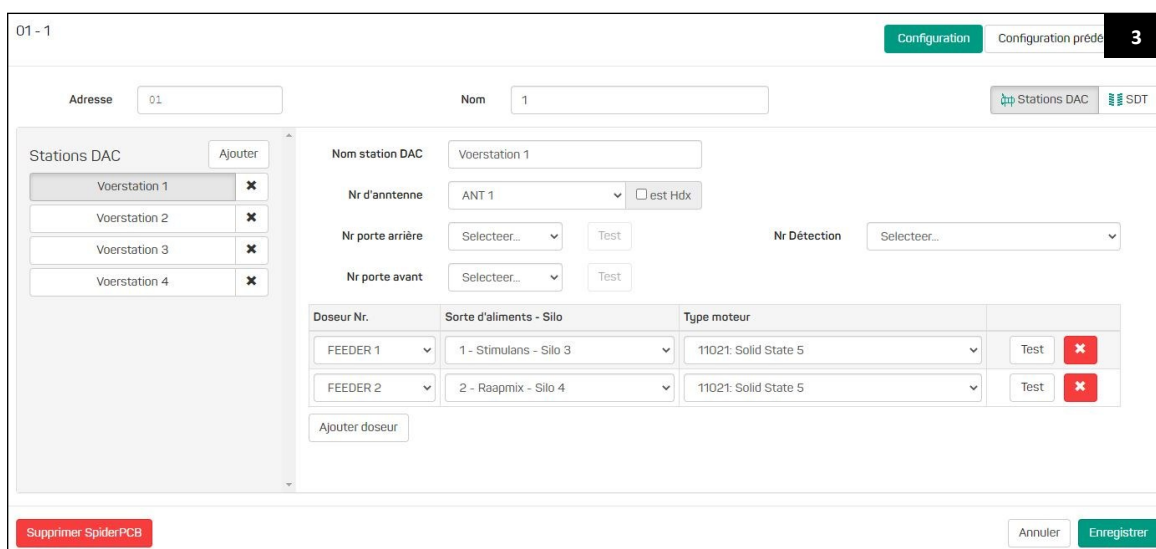 01 - 1
Configuration
Configuration prédé
3
Adresse 01
Nom 1
Stations DAC
SDT
Stations DAC Ajouter
Voerstation 1
Voerstation 2
Voerstation 3
Voerstation 4
Nom station DAC Voerstation 1
Nr d'anntenne ANT 1 est Hdx
Nr porte arrière Selecteer... Test Nr Détection Selecteer...
Nr porte avant Selecteer... Test
Doseur Nr. Sorte d'aliments - Silo Type moteur
FEEDER 1 1 - Stimulans - Silo 3 11021: Solid State 5 Test
FEEDER 2 2 - Raapmix - Silo 4 11021: Solid State 5 Test
Ajouter doseur
Supprimer SpiderPCB
Annuler
Enregistrer